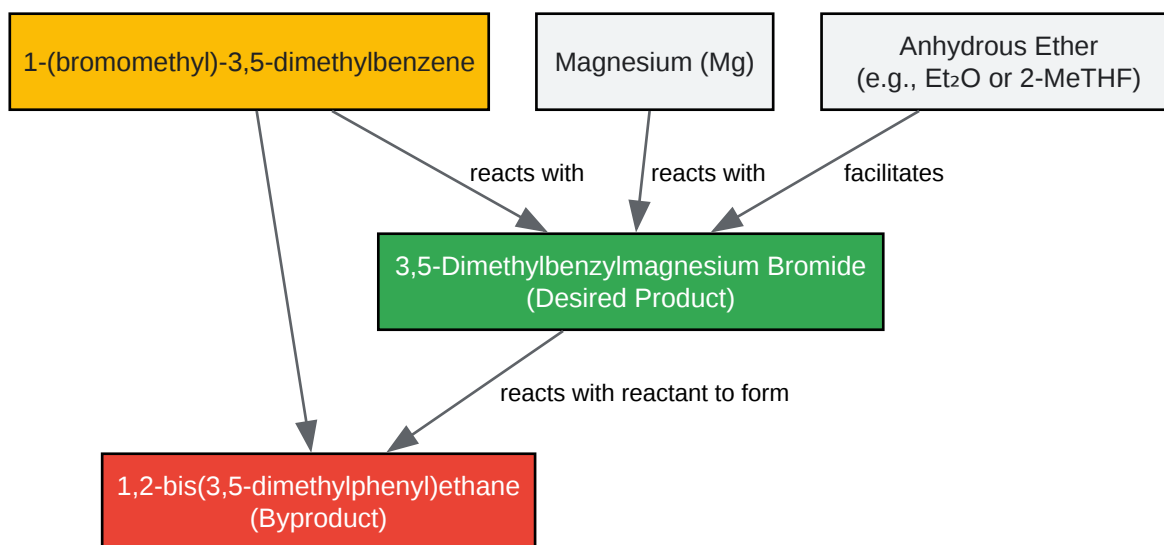 1-(bromomethyl)-3,5-dimethylbenzene
Magnesium (Mg)
Anhydrous Ether
(e.g., Et₂O or 2-MeTHF)
reacts with
reacts with
facilitates
3,5-Dimethylbenzylmagnesium Bromide
(Desired Product)
reacts with reactant to form
1,2-bis(3,5-dimethylphenyl)ethane
(Byproduct)